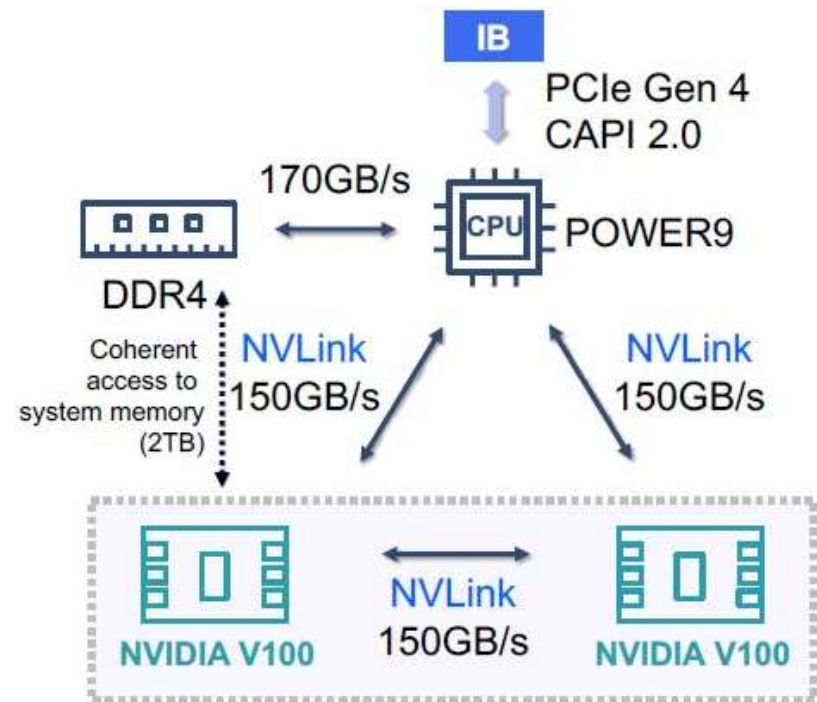 IB
PCIe Gen 4
CAPI 2.0
170GB/s
CPU
POWER9
DDR4
Coherent
access to
system memory
(2TB)
NVLink
150GB/s
NVLink
150GB/s
NVLink
150GB/s
NVIDIA V100
NVIDIA V100